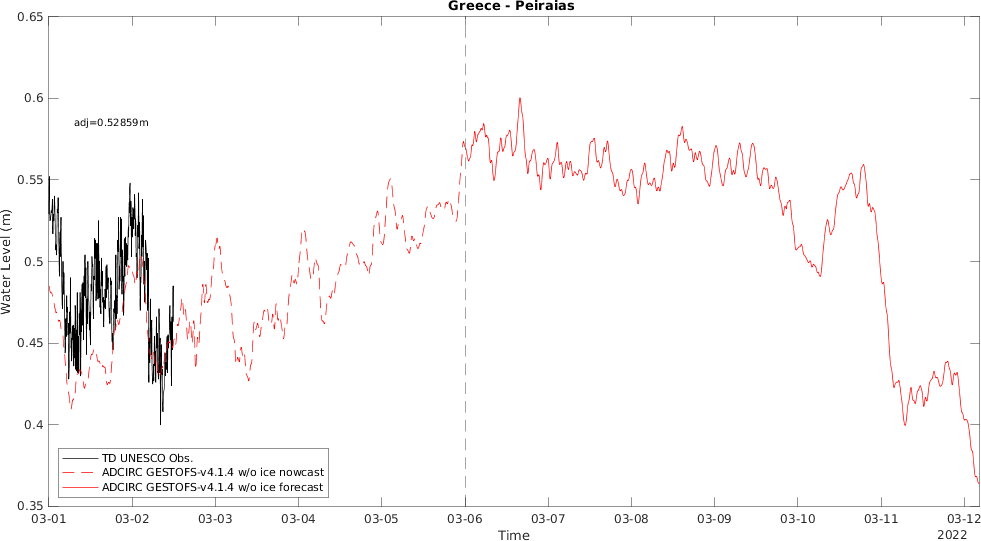 Greece - Peiraias
0.65
0.6
0.55
0.5
0.45
0.4
0.35
Water Level (m)
adj=0.52859m
TD UNESCO Obs.
ADCIRC GESTOFS-v4.1.4 w/o ice nowcast
ADCIRC GESTOFS-v4.1.4 w/o ice forecast
03-01 03-02 03-03 03-04 03-05 03-06 03-07 03-08 03-09 03-10 03-11 03-12
Time
2022